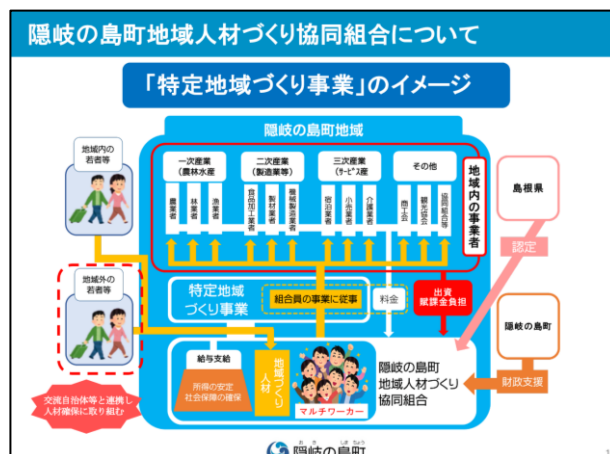 隠岐の島町地域人材づくり協同組合について
「特定地域づくり事業」のイメージ
隠岐の島町地域
地域内の
若者等
一次産業
(農林水産
二次産業
(製造業等)
三次産業
(サービス産
その他
農業者
林業者
漁業者
食品加工業者
製材業者
機械製造業者
宿泊業者
小売業者
介護業者
商工会
観光協会
協同組合等
地域内の事業者
島根県
認定
地域外の
若者等
特定地域
づくり事業
組合員の事業に従事
料金
出資
賦課金負担
隠岐の島町
財政支援
給与支給
所得の安定
社会保障の確保
地域づくり
人材
マルチワーカー
隠岐の島町
地域人材づくり
協同組合
交流自治体等と連携し
人材確保に取り組む
お き しま ちょう
隠岐の島町